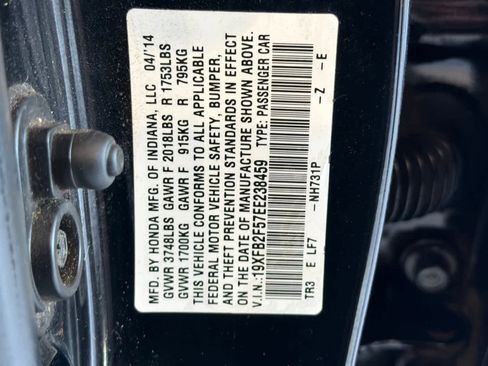 MFD. BY HONDA MFG. OF INDIANA, LLC 04/14
GVWR 3748LBS GAWR F 2018LBS R 1753LBS
GVWR 1700KG GAWR F 915KG R 795KG
THIS VEHICLE CONFORMS TO ALL APPLICABLE
FEDERAL MOTOR VEHICLE SAFETY, BUMPER,
AND THEFT PREVENTION STANDARDS IN EFFECT
ON THE DATE OF MANUFACTURE SHOWN ABOVE.
V.I.N.:19XFB2F57EE238459 TYPE: PASSENGER CAR
TR3 E LF7 -NH731P -Z -E